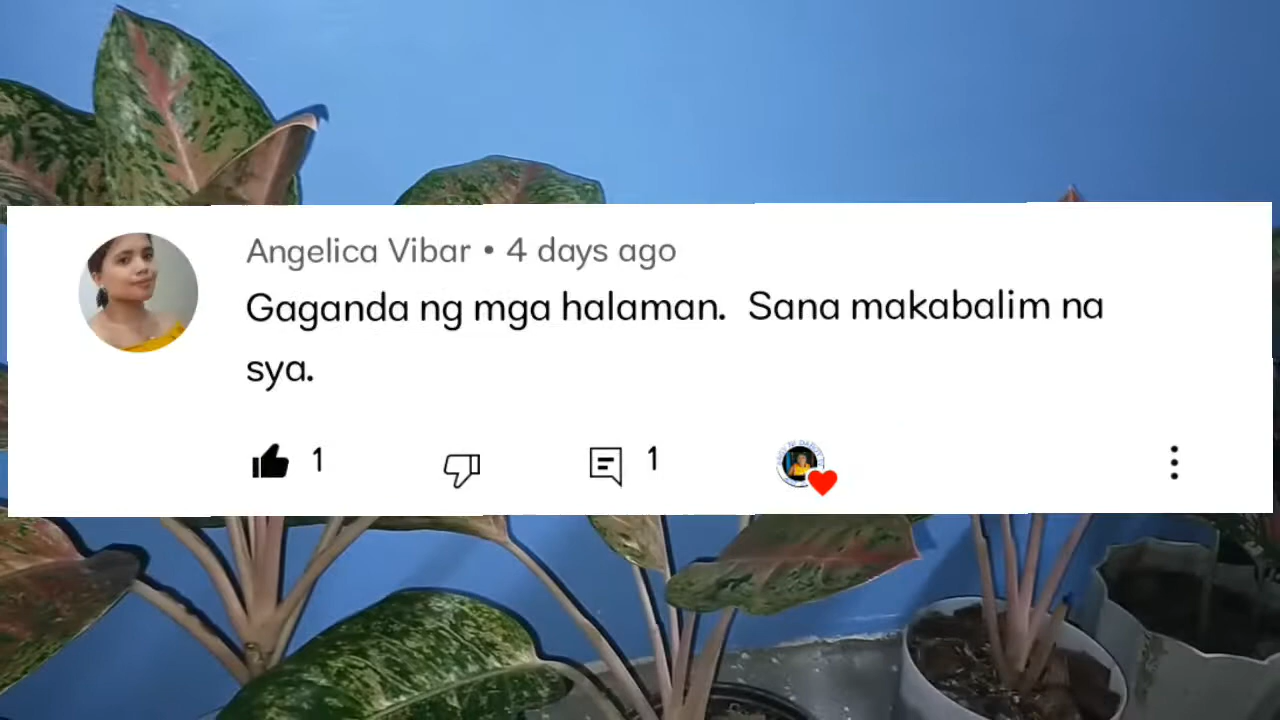 Angelica Vibar • 4 days ago
Gaganda ng mga halaman. Sana makabalim na
sya.
1 1